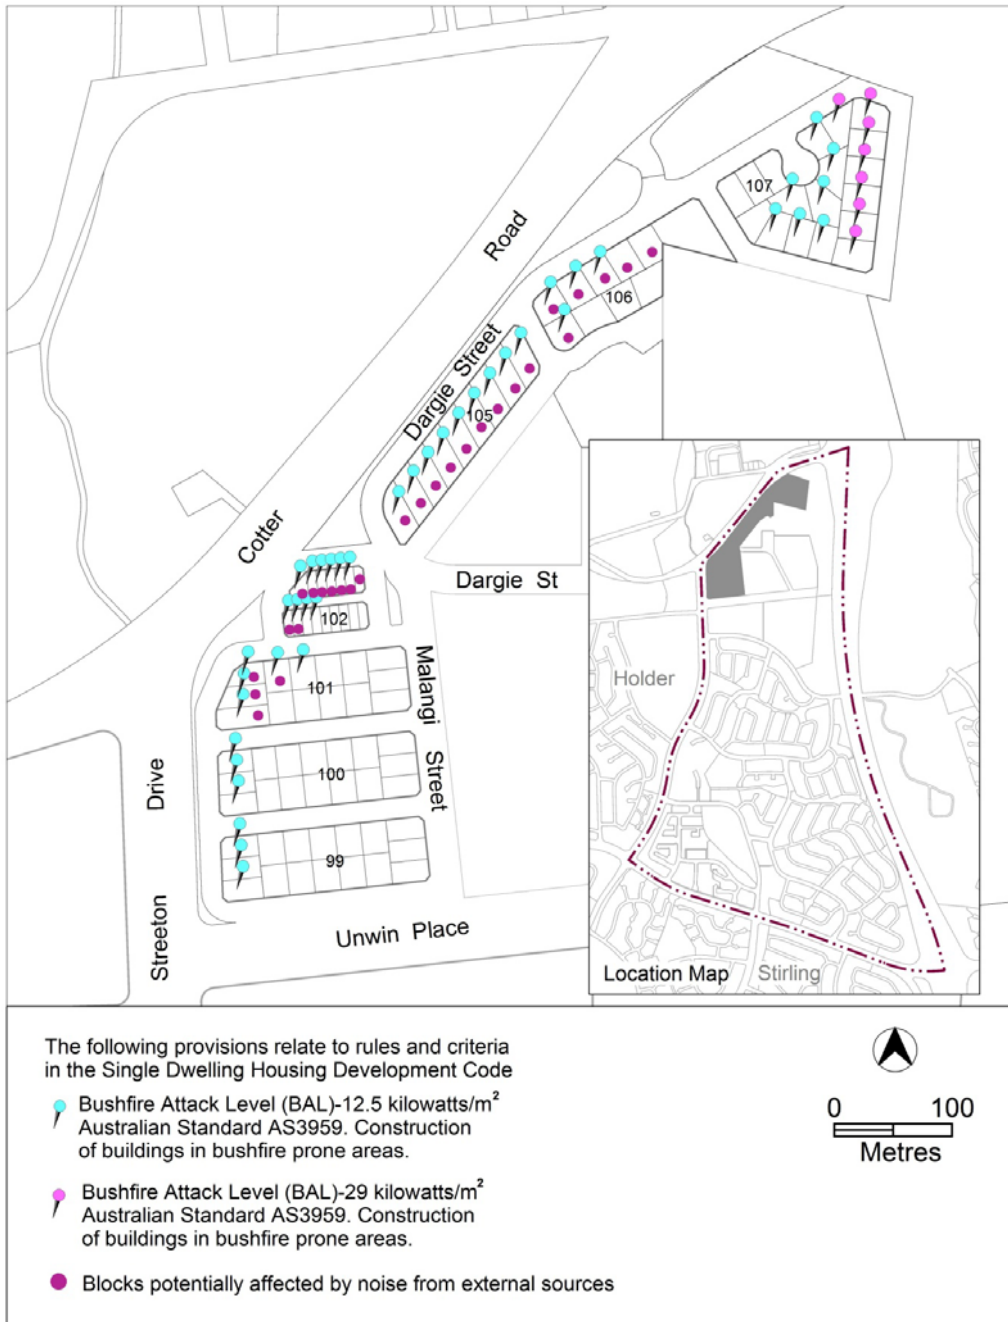 107
Road
106
Dargie Street
105
Cotter
Dargie St
102
Malangi Street
101
100
Drive
99
Streeton
Unwin Place
Holder
Location Map
Stirling
The following provisions relate to rules and criteria
in the Single Dwelling Housing Development Code
Bushfire Attack Level (BAL)-12.5 kilowatts/m²
Australian Standard AS3959. Construction
of buildings in bushfire prone areas.
Bushfire Attack Level (BAL)-29 kilowatts/m²
Australian Standard AS3959. Construction
of buildings in bushfire prone areas.
Blocks potentially affected by noise from external sources
0 100
Metres